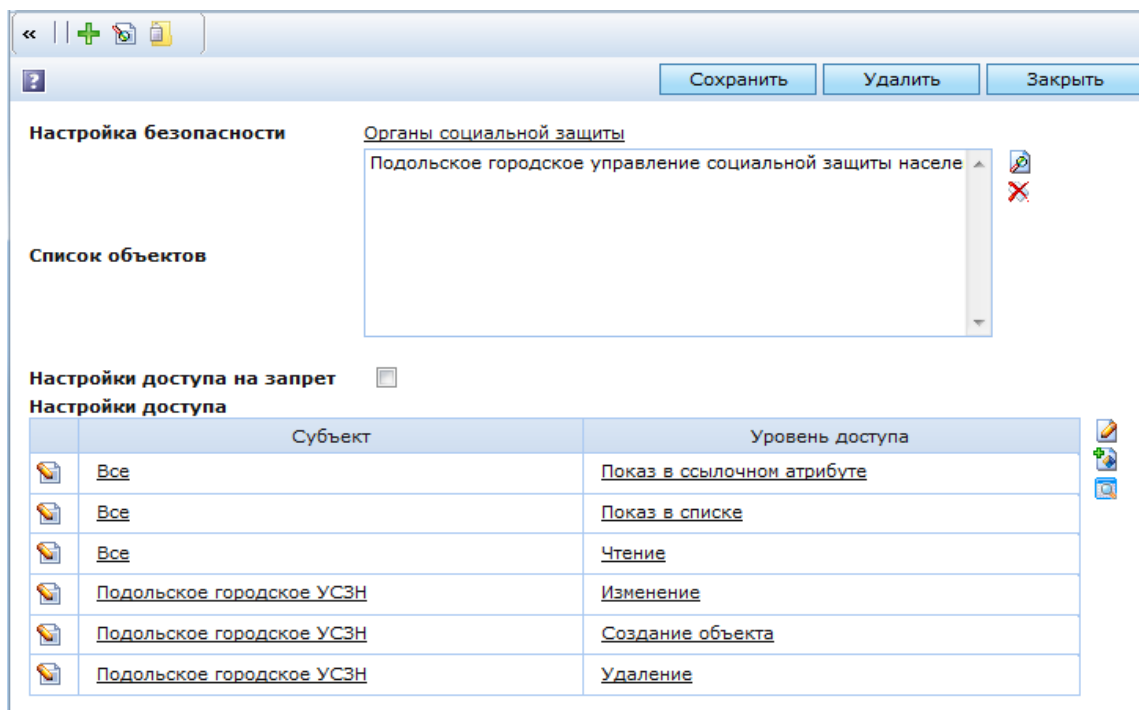 «
?
Сохранить Удалить Закрыть
Настройка безопасности Органы социальной защиты
Подольское городское управление социальной защиты населе
Список объектов
Настройки доступа на запрет
Настройки доступа
Субъект Уровень доступа
Все Показ в ссылочном атрибуте
Все Показ в списке
Все Чтение
Подольское городское УСЗН Изменение
Подольское городское УСЗН Создание объекта
Подольское городское УСЗН Удаление